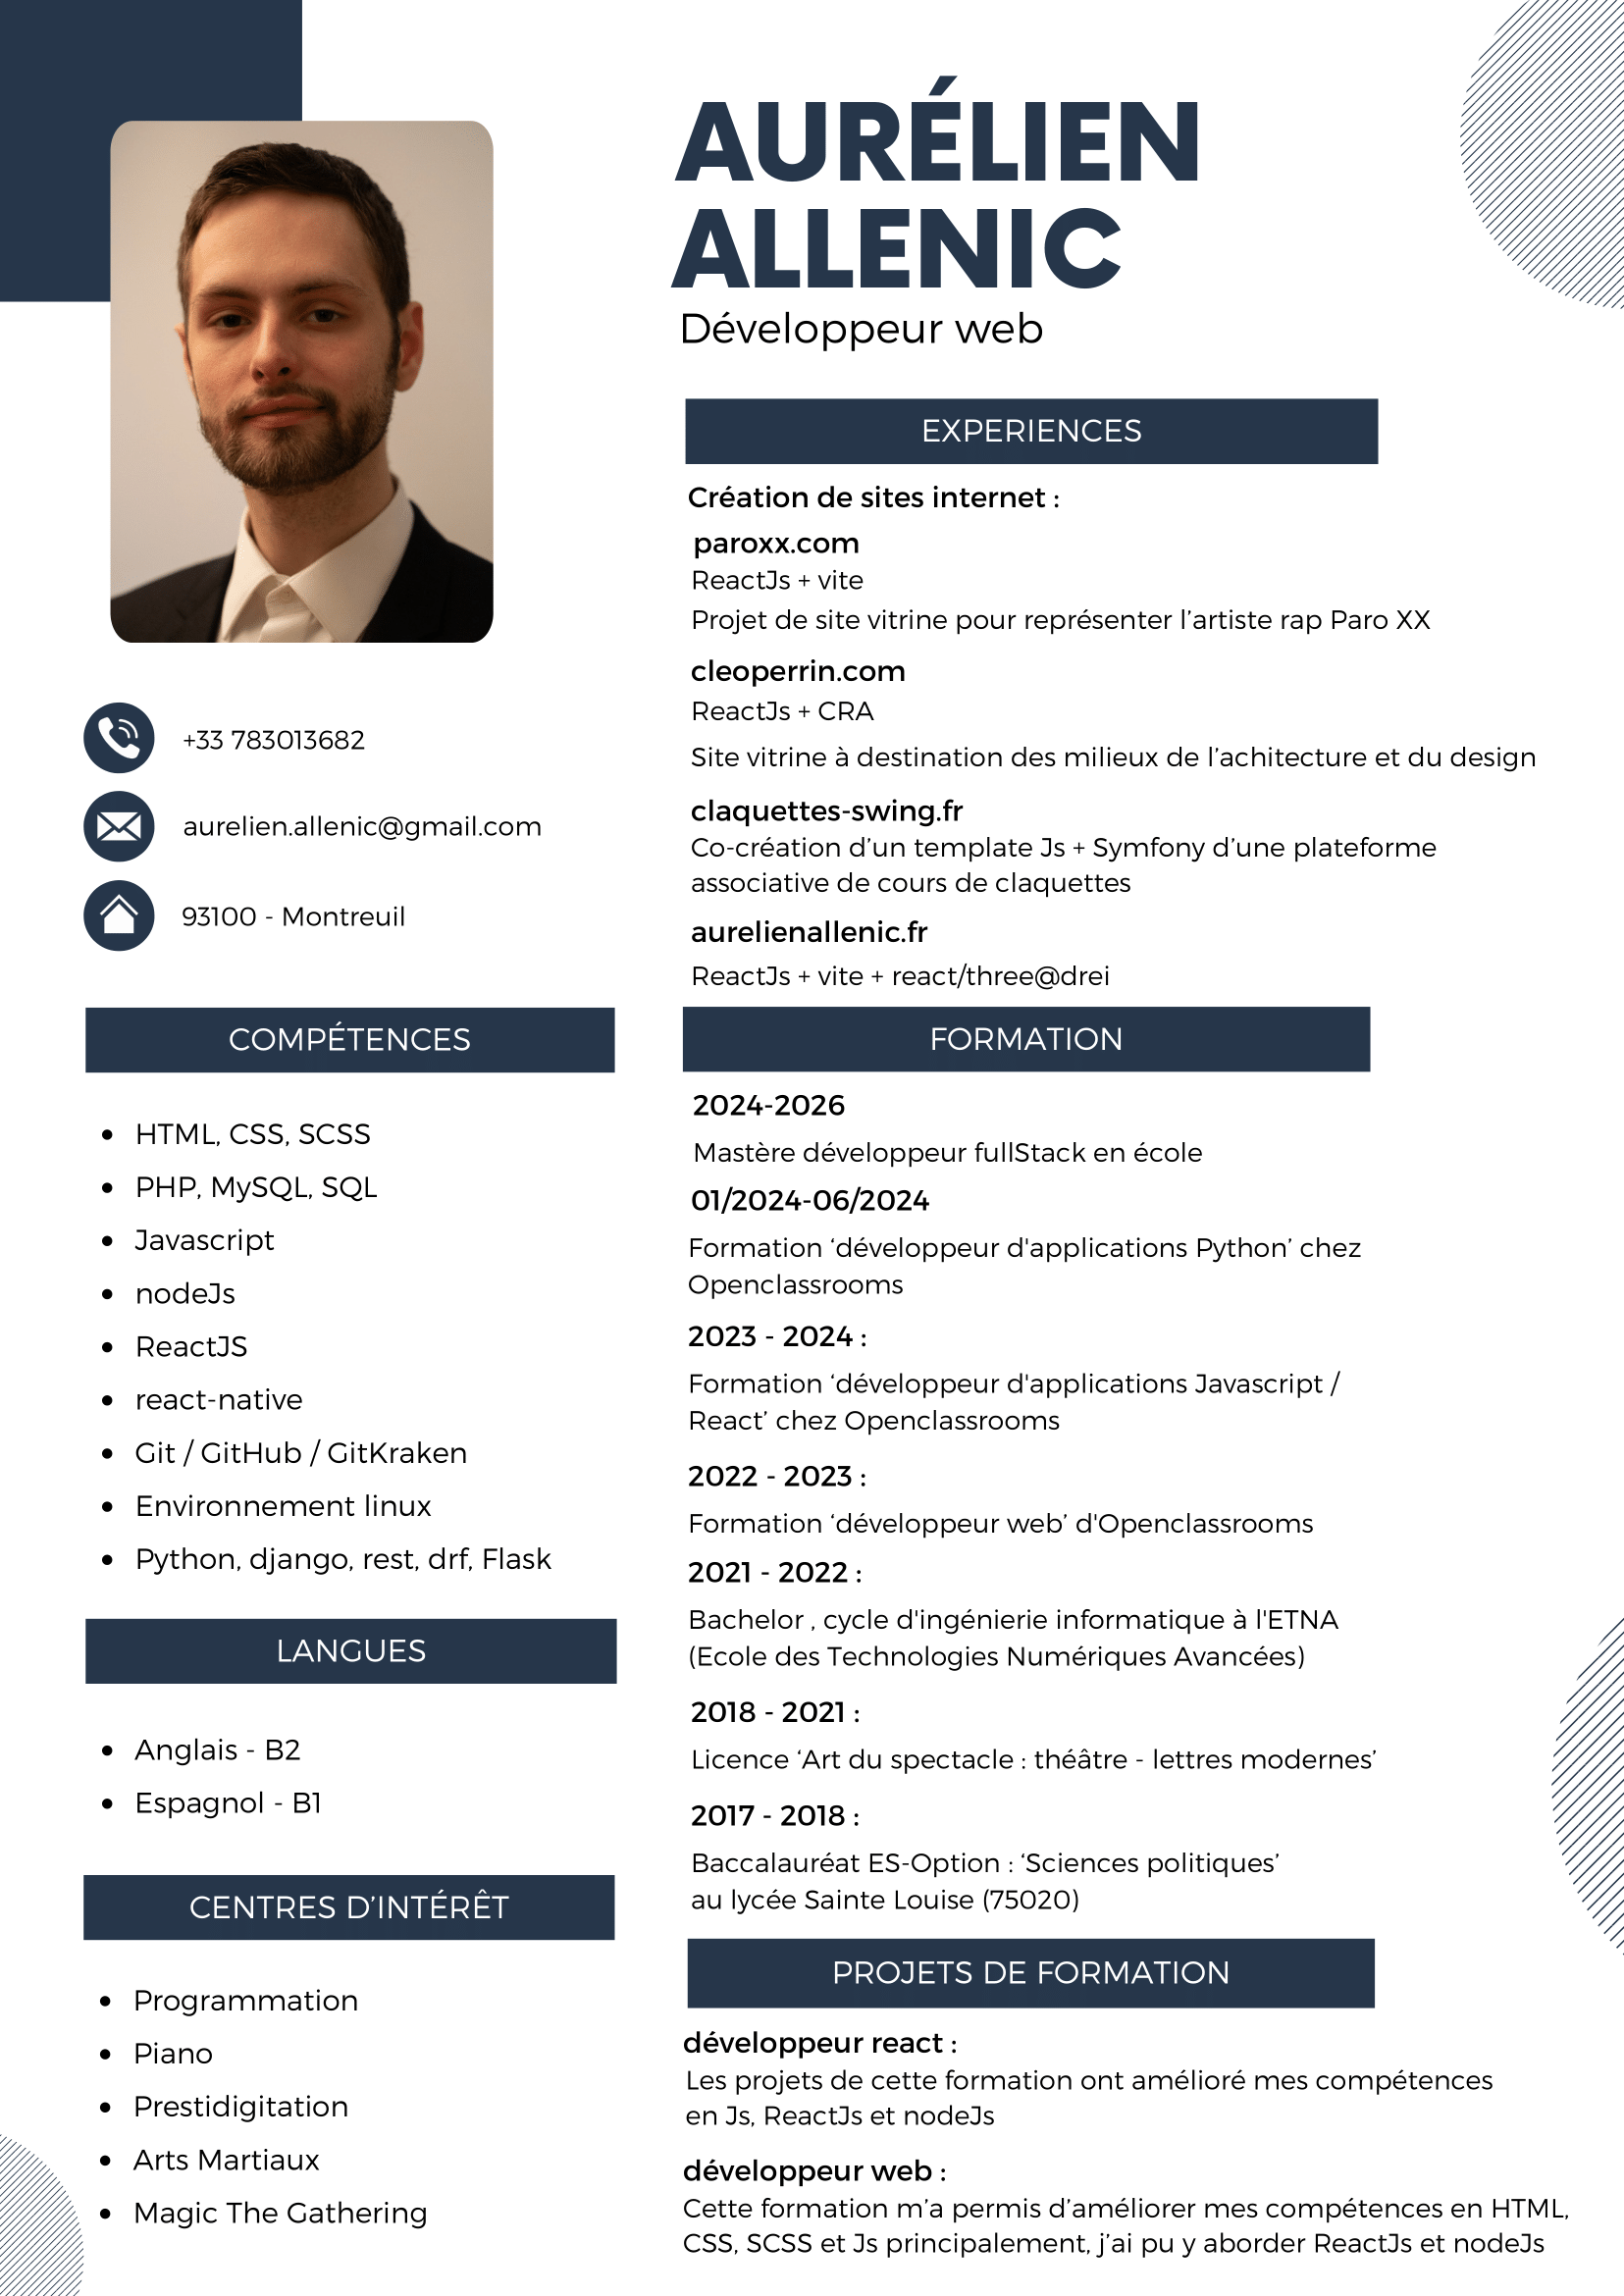 AURÉLIEN
ALLENIC
Développeur web
+33 783013682
aurelien.allenic@gmail.com
93100 - Montreuil
COMPÉTENCES
HTML, CSS, SCSS
PHP, MySQL, SQL
Javascript
nodeJs
ReactJS
react-native
Git / GitHub / GitKraken
Environnement linux
Python, django, rest, drf, Flask
LANGUES
Anglais - B2
Espagnol - B1
CENTRES D’INTÉRÊT
Programmation
Piano
Prestidigitation
Arts Martiaux
Magic The Gathering
EXPERIENCES
Création de sites internet :
paroxx.com
ReactJs + vite
Projet de site vitrine pour représenter l’artiste rap Paro XX
cleoperrin.com
ReactJs + CRA
Site vitrine à destination des milieux de l’achitecture et du design
claquettes-swing.fr
Co-création d’un template Js + Symfony d’une plateforme
associative de cours de claquettes
aurelienallenic.fr
ReactJs + vite + react/three@drei
FORMATION
2024-2026
Mastère développeur fullStack en école
01/2024-06/2024
Formation ‘développeur d'applications Python’ chez
Openclassrooms
2023 - 2024 :
Formation ‘développeur d'applications Javascript /
React’ chez Openclassrooms
2022 - 2023 :
Formation ‘développeur web’ d'Openclassrooms
2021 - 2022 :
Bachelor , cycle d'ingénierie informatique à l'ETNA
(Ecole des Technologies Numériques Avancées)
2018 - 2021 :
Licence ‘Art du spectacle : théâtre - lettres modernes’
2017 - 2018 :
Baccalauréat ES-Option : ‘Sciences politiques’
au lycée Sainte Louise (75020)
PROJETS DE FORMATION
développeur react :
Les projets de cette formation ont amélioré mes compétences
en Js, ReactJs et nodeJs
développeur web :
Cette formation m’a permis d’améliorer mes compétences en HTML,
CSS, SCSS et Js principalement, j’ai pu y aborder ReactJs et nodeJs